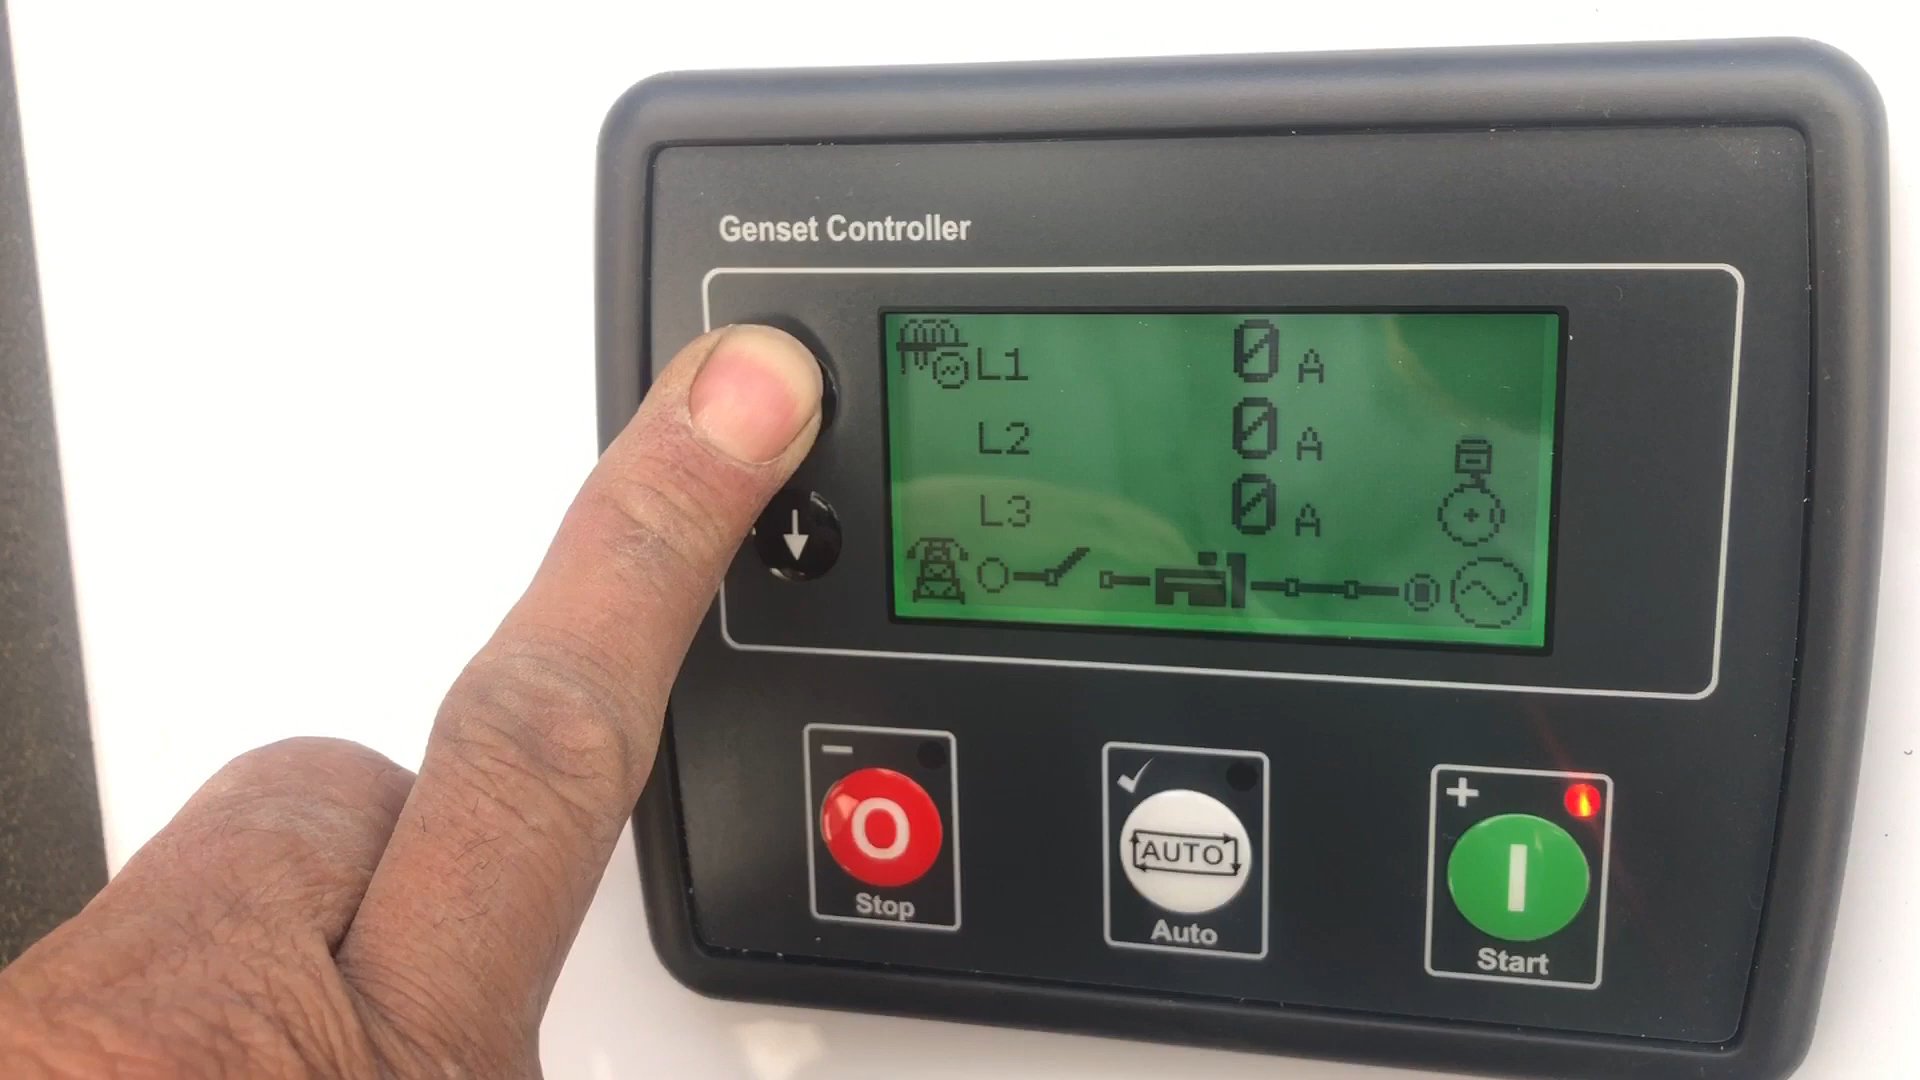 Genset Controller
L1 0 A
L2 0 A
L3 0 A
O
Stop
AUTO
Auto
I
Start